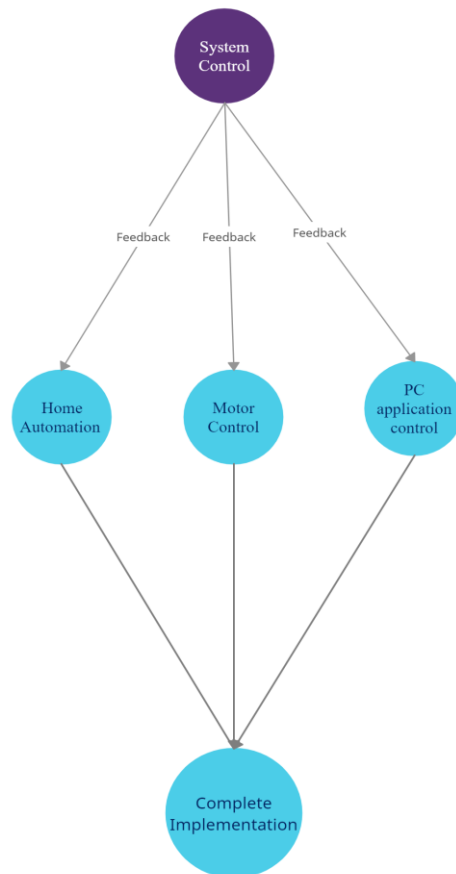 System
Control
Feedback
Feedback
Feedback
Home
Automation
Motor
Control
PC
application
control
Complete
Implementation